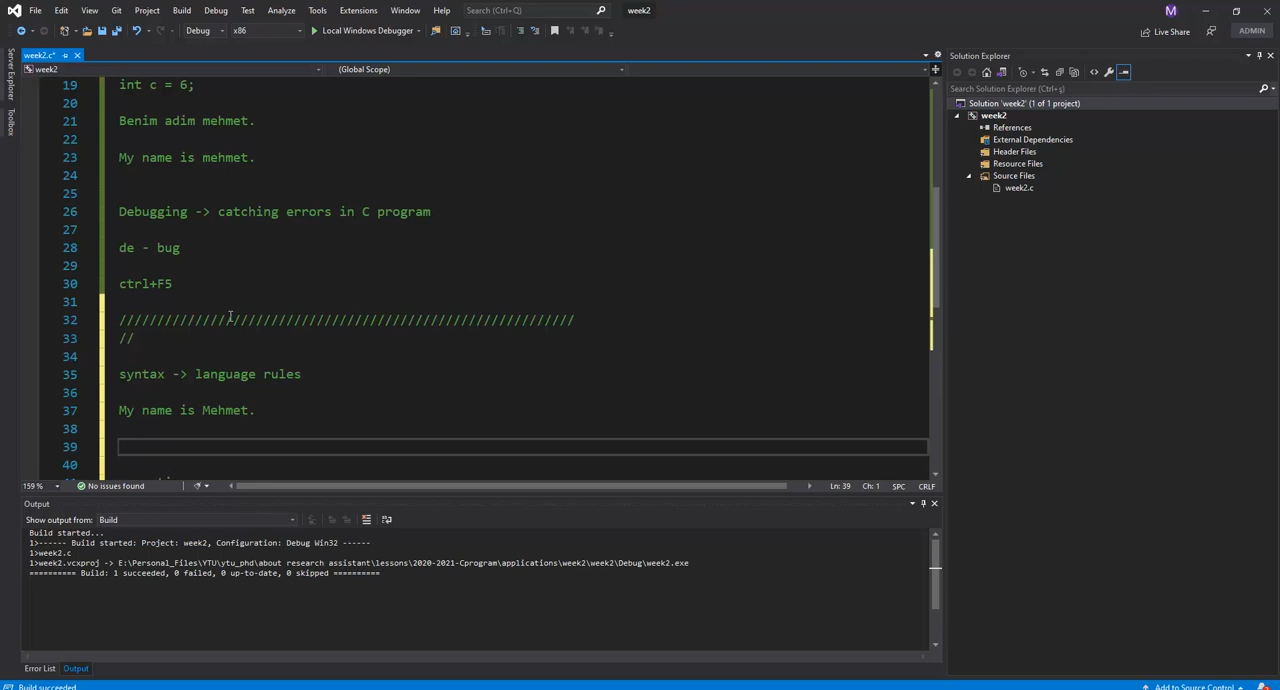 File Edit View Git Project Build Debug Test Analyze Tools Extensions Window Help Search (Ctrl+Q) week2 M
Debug x86 Local Windows Debugger Live Share ADMIN
Server Explorer
Toolbox
week2.c*
week2 (Global Scope)
19 int c = 6;
20
21 Benim adim mehmet.
22
23 My name is mehmet.
24
25
26 Debugging -> catching errors in C program
27
28 de - bug
29
30 ctrl+F5
31
32 ////////////////////////////////////////////////////////////
33 //
34
35 syntax -> language rules
36
37 My name is Mehmet.
38
39
40
159 % No issues found Ln: 39 Ch: 1 SPC CRLF
Output
Show output from: Build
Build started...
1>------ Build started: Project: week2, Configuration: Debug Win32 ------
1>week2.c
1>week2.vcxproj -> E:\Personal_Files\YTU\ytu_phd\about research assistant\lessons\2020-2021-Cprogram\applications\week2\week2\Debug\week2.exe
========== Build: 1 succeeded, 0 failed, 0 up-to-date, 0 skipped ==========
Error List Output
Build succeeded Add to Source Control
Solution Explorer
Search Solution Explorer (Ctrl+ş)
Solution 'week2' (1 of 1 project)
week2
References
External Dependencies
Header Files
Resource Files
Source Files
week2.c